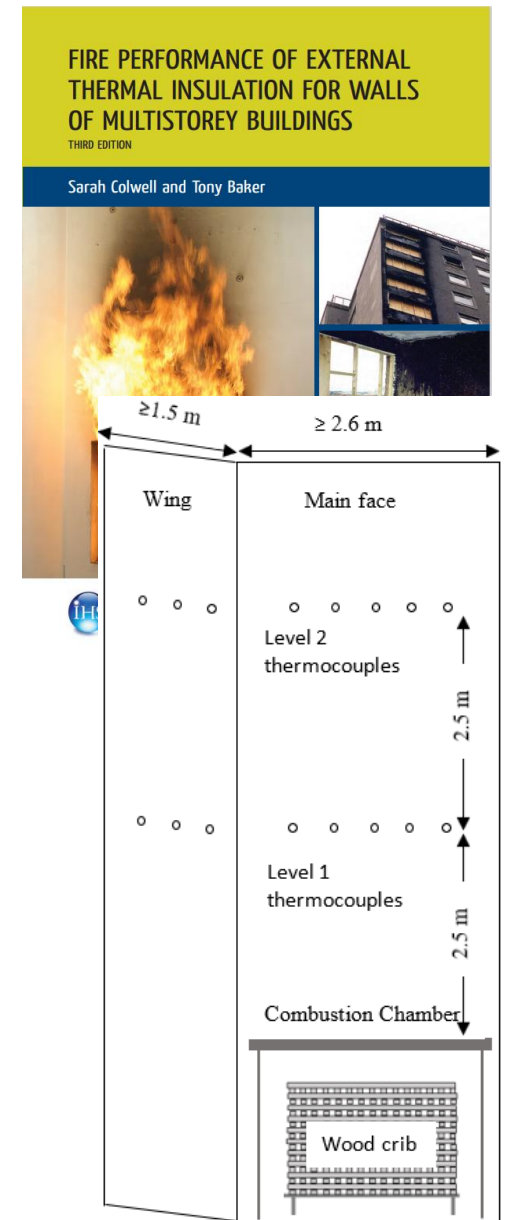 FIRE PERFORMANCE OF EXTERNAL
THERMAL INSULATION FOR WALLS
OF MULTISTOREY BUILDINGS
THIRD EDITION
Sarah Colwell and Tony Baker
≥1.5 m
≥ 2.6 m
Wing
Main face
Level 2
thermocouples
2.5 m
Level 1
thermocouples
2.5 m
Combustion Chamber
Wood crib